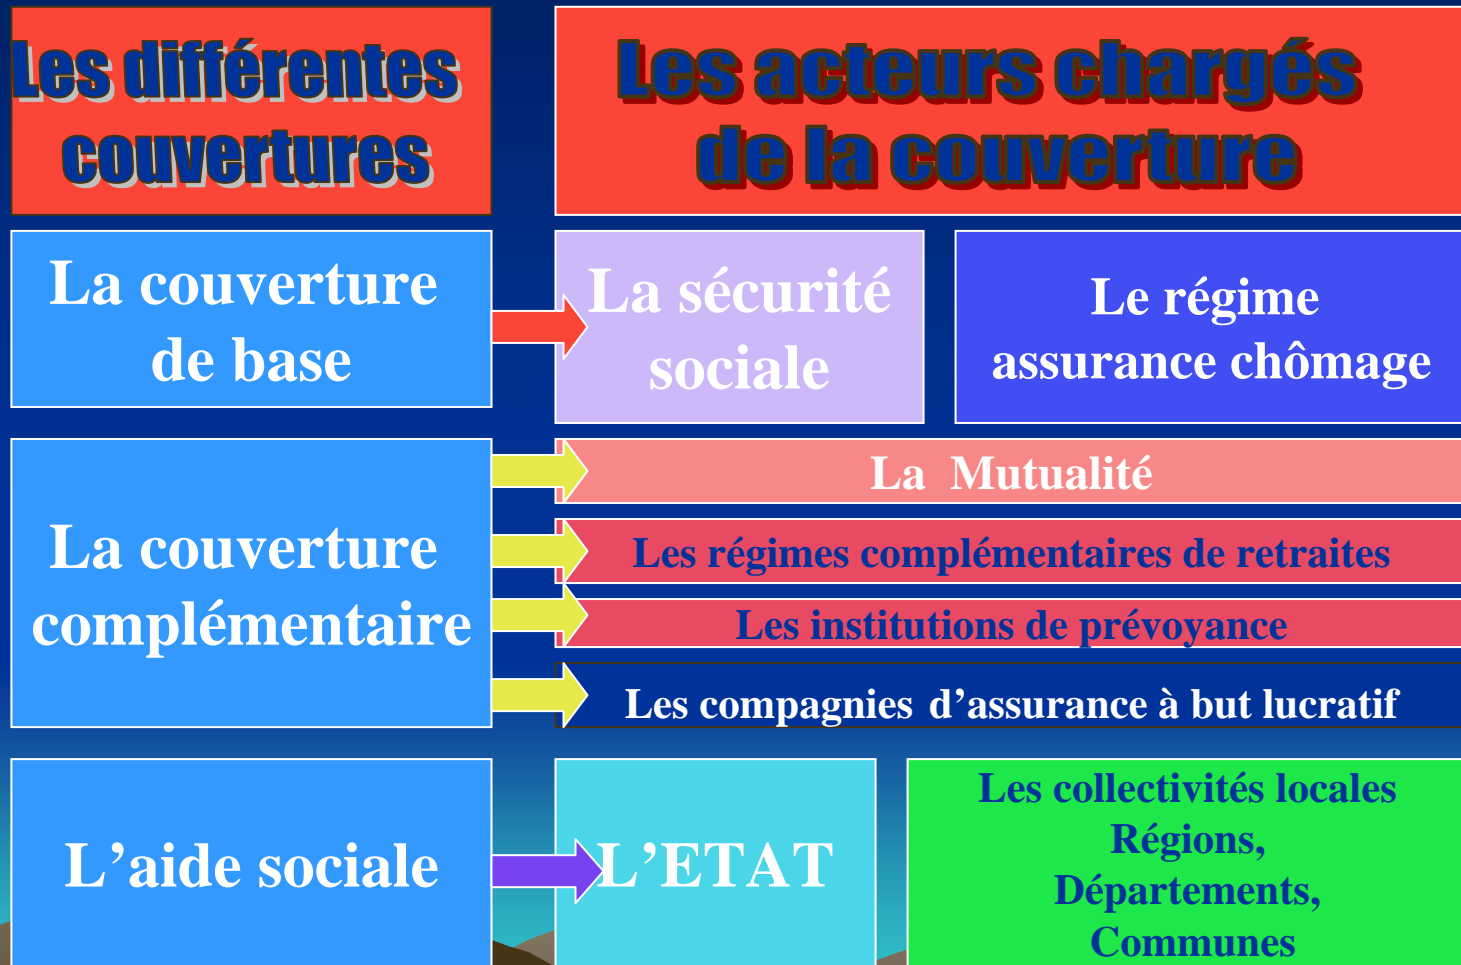 Les différentes
couvertures
Les acteurs chargés
de la couverture
La couverture
de base
La sécurité
sociale
Le régime
assurance chômage
La couverture
complémentaire
La Mutualité
Les régimes complémentaires de retraites
Les institutions de prévoyance
Les compagnies d’assurance à but lucratif
L’aide sociale
L’ETAT
Les collectivités locales
Régions,
Départements,
Communes